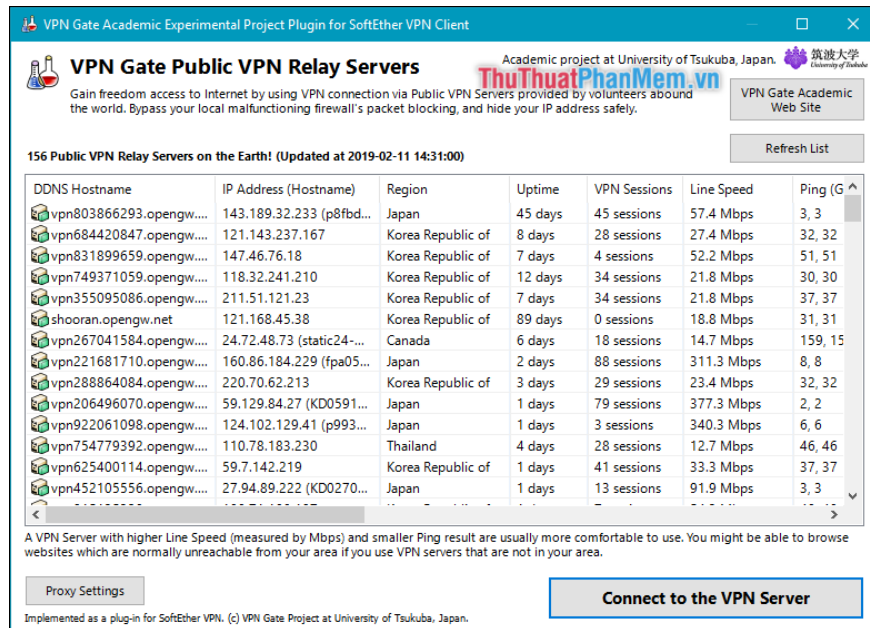 VPN Gate Academic Experimental Project Plugin for SoftEther VPN Client
VPN Gate Public VPN Relay Servers
Academic project at University of Tsukuba, Japan.
筑波大学
University of Tsukuba
ThuThuatPhanMem.vn
Gain freedom access to Internet by using VPN connection via Public VPN Servers provided by volunteers abound
the world. Bypass your local malfunctioning firewall's packet blocking, and hide your IP address safely.
VPN Gate Academic
Web Site
Refresh List
156 Public VPN Relay Servers on the Earth! (Updated at 2019-02-11 14:31:00)
DDNS Hostname IP Address (Hostname) Region Uptime VPN Sessions Line Speed Ping (G
vpn803866293.opengw.... 143.189.32.233 (p8fbd... Japan 45 days 45 sessions 57.4 Mbps 3, 3
vpn684420847.opengw.... 121.143.237.167 Korea Republic of 8 days 28 sessions 27.4 Mbps 32, 32
vpn831899659.opengw.... 147.46.76.18 Korea Republic of 7 days 4 sessions 52.2 Mbps 51, 51
vpn749371059.opengw.... 118.32.241.210 Korea Republic of 12 days 34 sessions 21.8 Mbps 30, 30
vpn355095086.opengw.... 211.51.121.23 Korea Republic of 7 days 34 sessions 21.8 Mbps 37, 37
shooran.opengw.net 121.168.45.38 Korea Republic of 89 days 0 sessions 18.8 Mbps 31, 31
vpn267041584.opengw.... 24.72.48.73 (static24-... Canada 6 days 18 sessions 14.7 Mbps 159, 15
vpn221681710.opengw.... 160.86.184.229 (fpa05... Japan 2 days 88 sessions 311.3 Mbps 8, 8
vpn288864084.opengw.... 220.70.62.213 Korea Republic of 3 days 29 sessions 23.4 Mbps 32, 32
vpn206496070.opengw.... 59.129.84.27 (KD0591... Japan 1 days 79 sessions 377.3 Mbps 2, 2
vpn922061098.opengw.... 124.102.129.41 (p993... Japan 1 days 3 sessions 340.3 Mbps 6, 6
vpn754779392.opengw.... 110.78.183.230 Thailand 4 days 28 sessions 12.7 Mbps 46, 46
vpn625400114.opengw.... 59.7.142.219 Korea Republic of 1 days 41 sessions 33.3 Mbps 37, 37
vpn452105556.opengw.... 27.94.89.222 (KD0270... Japan 1 days 13 sessions 91.9 Mbps 3, 3
A VPN Server with higher Line Speed (measured by Mbps) and smaller Ping result are usually more comfortable to use. You might be able to browse
websites which are normally unreachable from your area if you use VPN servers that are not in your area.
Proxy Settings
Connect to the VPN Server
Implemented as a plug-in for SoftEther VPN. (c) VPN Gate Project at University of Tsukuba, Japan.